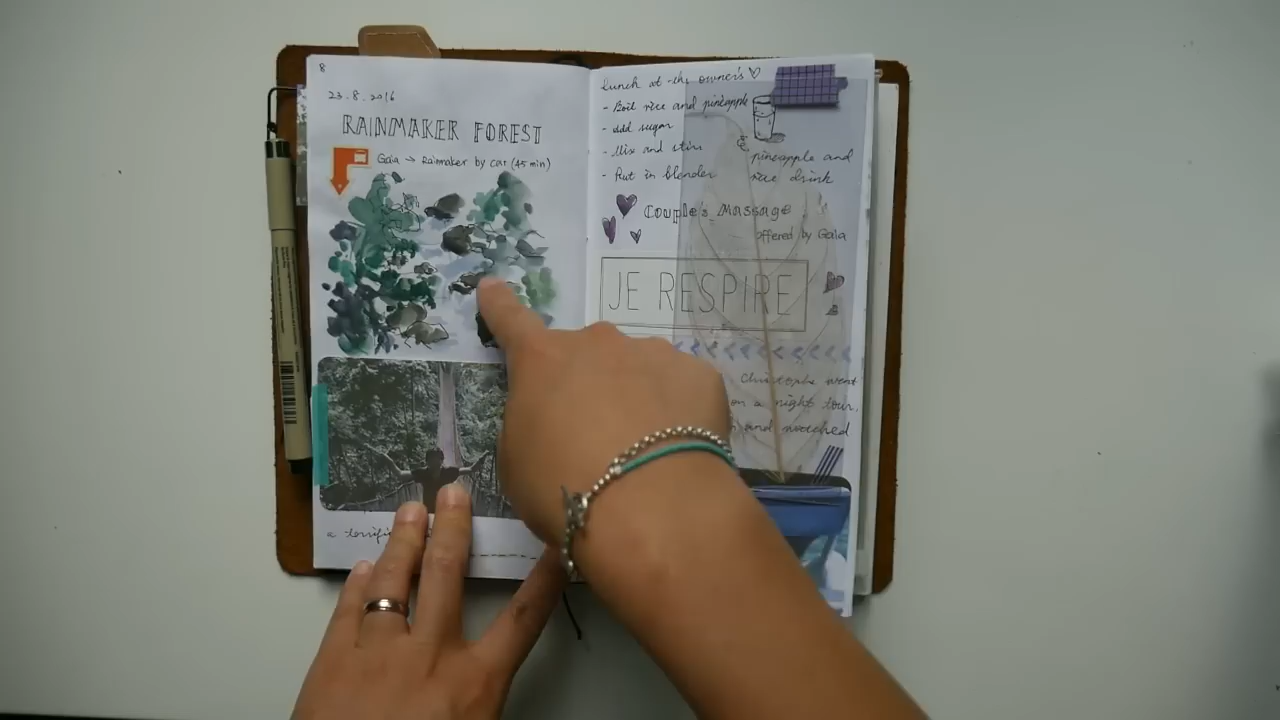 8
23.8.2016
RAINMAKER FOREST
Gaia → Rainmaker by car (45 min)
a terrific
lunch at the owner's ♡
- Boil rice and pineapple
- add sugar
- Mix and stir
- Put in blender
pineapple and
rice drink
Couple's Massage
offered by Gaia
JE RESPIRE
Christophe went
on a night tour,
and watched